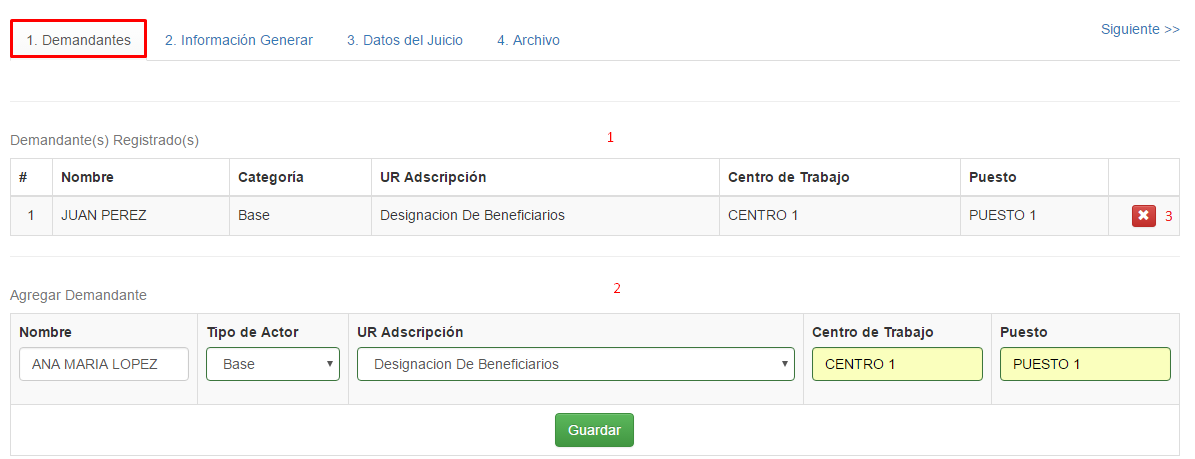 Siguiente >>
1. Demandantes 2. Información Generar 3. Datos del Juicio 4. Archivo
Demandante(s) Registrado(s) 1
# Nombre Categoría UR Adscripción Centro de Trabajo Puesto
1 JUAN PEREZ Base Designacion De Beneficiarios CENTRO 1 PUESTO 1 3
Agregar Demandante 2
Nombre Tipo de Actor UR Adscripción Centro de Trabajo Puesto
ANA MARIA LOPEZ Base Designacion De Beneficiarios CENTRO 1 PUESTO 1
Guardar